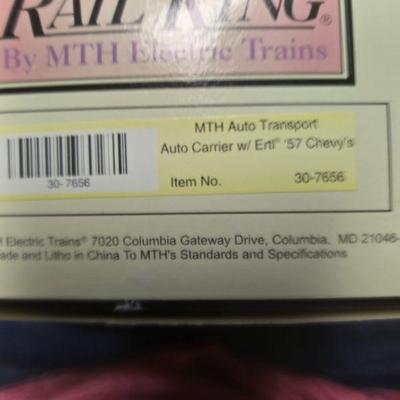 RAIL KING®
By MTH Electric Trains
MTH Auto Transport
Auto Carrier w/ Ertl® '57 Chevy's
30-7656
Item No. 30-7656
Electric Trains® 7020 Columbia Gateway Drive, Columbia, MD 21046-
and Litho in China To MTH's Standards and Specifications